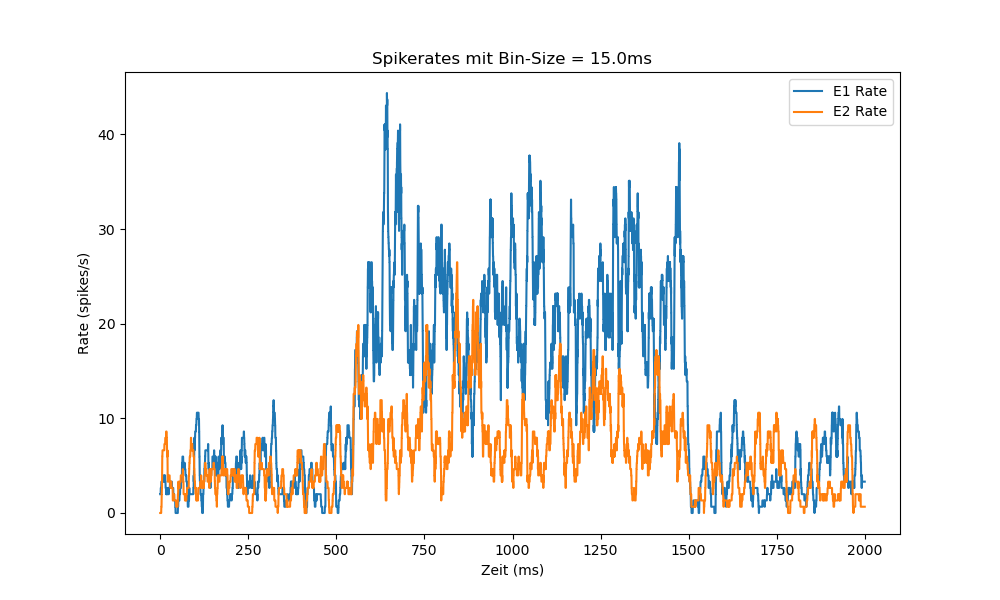 Spikerates mit Bin-Size = 15.0ms
E1 Rate
E2 Rate
Rate (spikes/s)
40
30
20
10
0
0 250 500 750 1000 1250 1500 1750 2000
Zeit (ms)